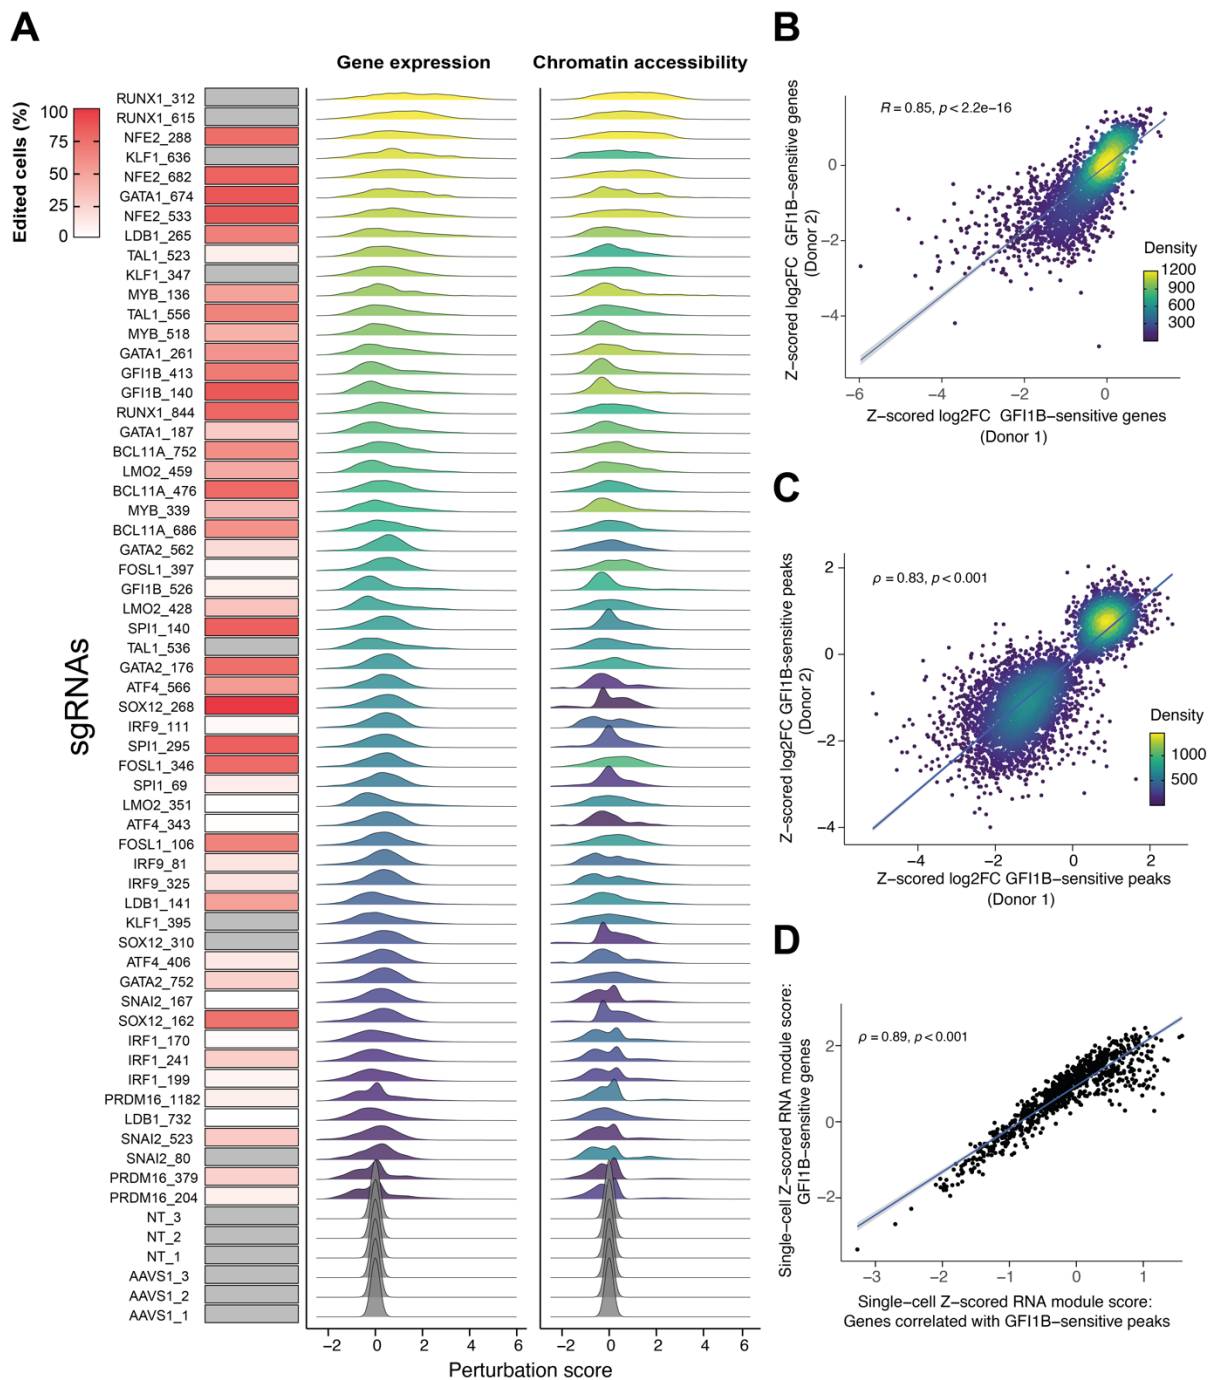 A
Gene expression
Chromatin accessibility
Edited cells (%)
100
75
50
25
0
sgRNAs
RUNX1_312
RUNX1_615
NFE2_288
KLF1_636
NFE2_682
GATA1_674
NFE2_533
LDB1_265
TAL1_523
KLF1_347
MYB_136
TAL1_556
MYB_518
GATA1_261
GFI1B_413
GFI1B_140
RUNX1_844
GATA1_187
BCL11A_752
LMO2_459
BCL11A_476
MYB_339
BCL11A_686
GATA2_562
FOSL1_397
GFI1B_526
LMO2_428
SPI1_140
TAL1_536
GATA2_176
ATF4_566
SOX12_268
IRF9_111
SPI1_295
FOSL1_346
SPI1_69
LMO2_351
ATF4_343
FOSL1_106
IRF9_81
IRF9_325
LDB1_141
KLF1_395
SOX12_310
ATF4_406
GATA2_752
SNAI2_167
SOX12_162
IRF1_170
IRF1_241
IRF1_199
PRDM16_1182
LDB1_732
SNAI2_523
SNAI2_80
PRDM16_379
PRDM16_204
NT_3
NT_2
NT_1
AAVS1_3
AAVS1_2
AAVS1_1
−2 0 2 4 6
−2 0 2 4 6
Perturbation score
B
R = 0.85, p < 2.2e−16
Z−scored log2FC GFI1B−sensitive genes
(Donor 2)
0
−2
−4
Density
1200
900
600
300
−6 −4 −2 0
Z−scored log2FC GFI1B−sensitive genes
(Donor 1)
C
ρ = 0.83, p < 0.001
Z−scored log2FC GFI1B−sensitive peaks
(Donor 2)
2
0
−2
−4
Density
1000
500
−4 −2 0 2
Z−scored log2FC GFI1B−sensitive peaks
(Donor 1)
D
ρ = 0.89, p < 0.001
Single−cell Z−scored RNA module score:
GFI1B−sensitive genes
2
0
−2
−3 −2 −1 0 1
Single−cell Z−scored RNA module score:
Genes correlated with GFI1B−sensitive peaks